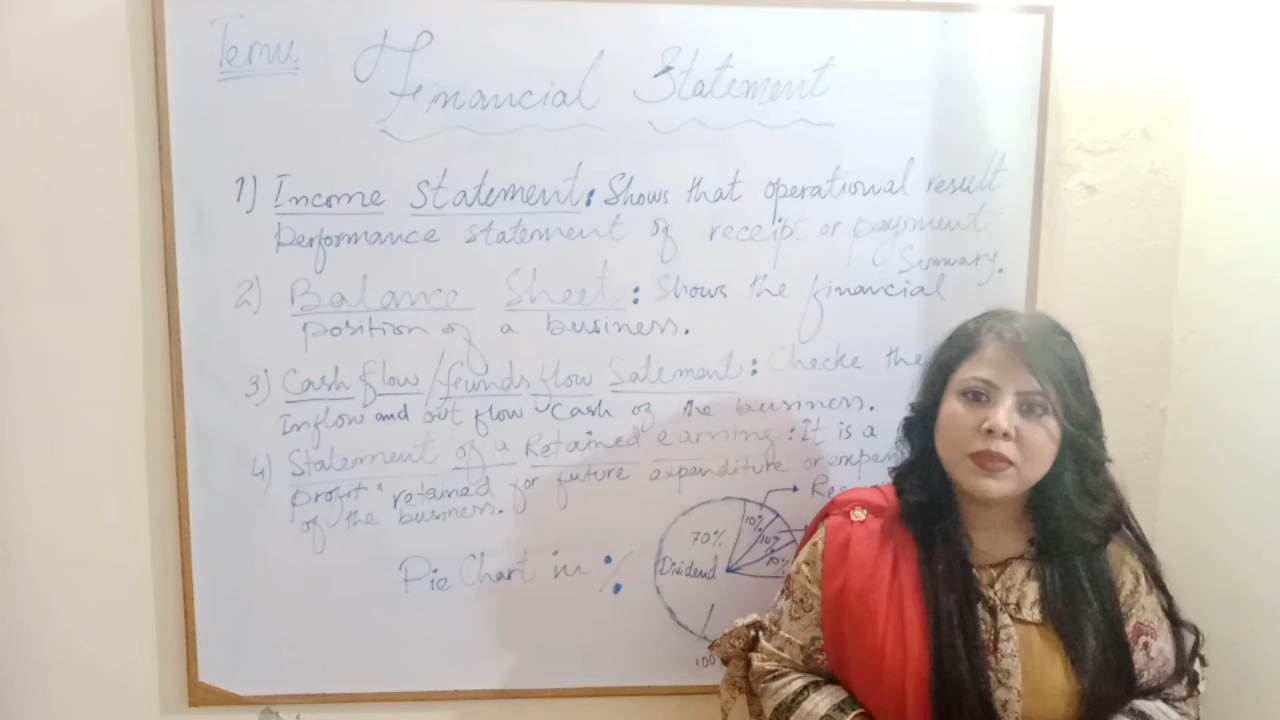 Temu
Financial Statement
1) Income Statement: Shows that operational result
Performance statement of receipt or payment
Summary.
2) Balance Sheet: Shows the financial
position of a business.
3) Cash flow/funds flow Satement: Checke the
Inflow and out flow Cash of the business.
4) Statement of a Retained earning: It is a
profit retained for future expenditure or
of the business.
10%
70%
10%
10%
Dividend
Pie Chart in %
100